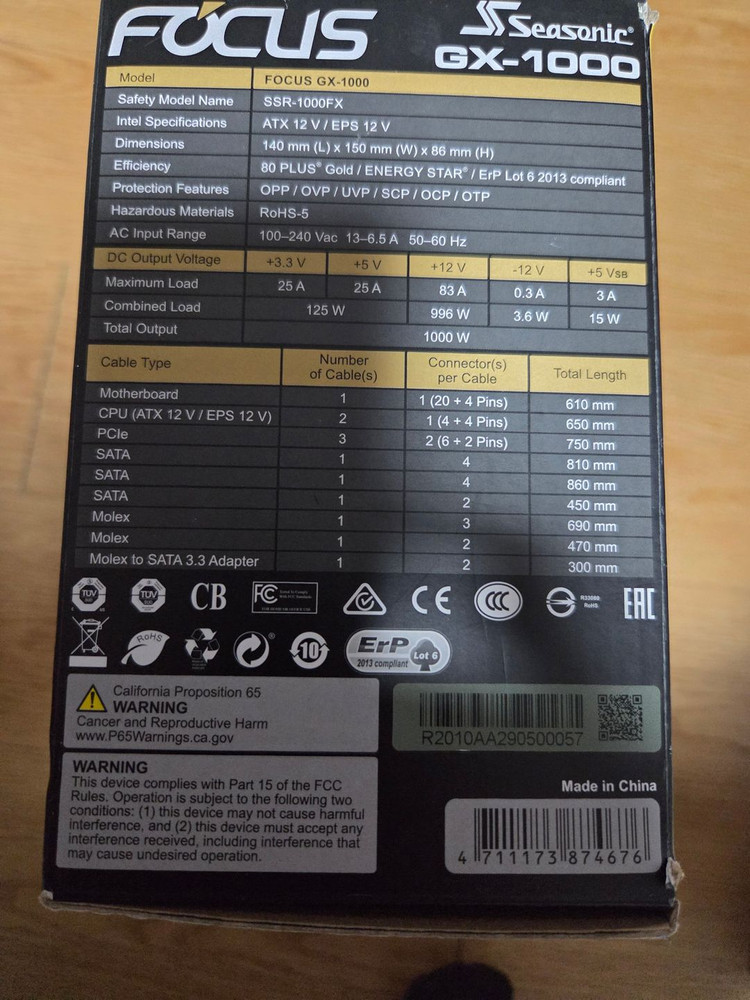 FOCUS
Seasonic®
GX-1000
Model FOCUS GX-1000
Safety Model Name SSR-1000FX
Intel Specifications ATX 12 V / EPS 12 V
Dimensions 140 mm (L) x 150 mm (W) x 86 mm (H)
Efficiency 80 PLUS® Gold / ENERGY STAR® / ErP Lot 6 2013 compliant
Protection Features OPP / OVP / UVP / SCP / OCP / OTP
Hazardous Materials RoHS-5
AC Input Range 100–240 Vac 13–6.5 A 50–60 Hz
DC Output Voltage +3.3 V +5 V +12 V -12 V +5 VSB
Maximum Load 25 A 25 A 83 A 0.3 A 3 A
Combined Load 125 W 996 W 3.6 W 15 W
Total Output 1000 W
Cable Type Number of Cable(s) Connector(s) per Cable Total Length
Motherboard 1 1 (20 + 4 Pins) 610 mm
CPU (ATX 12 V / EPS 12 V) 2 1 (4 + 4 Pins) 650 mm
PCIe 3 2 (6 + 2 Pins) 750 mm
SATA 1 4 810 mm
SATA 1 4 860 mm
SATA 1 2 450 mm
Molex 1 3 690 mm
Molex 1 2 470 mm
Molex to SATA 3.3 Adapter 1 2 300 mm
TÜV TÜV CB FC CE CCC R33088 RoHS EAC
RoHS 10 ErP Lot 6
2013 compliant
California Proposition 65
WARNING
Cancer and Reproductive Harm
www.P65Warnings.ca.gov
R2010AA290500057
WARNING
This device complies with Part 15 of the FCC
Rules. Operation is subject to the following two
conditions: (1) this device may not cause harmful
interference, and (2) this device must accept any
interference received, including interference that
may cause undesired operation.
Made in China
4 711173 874676